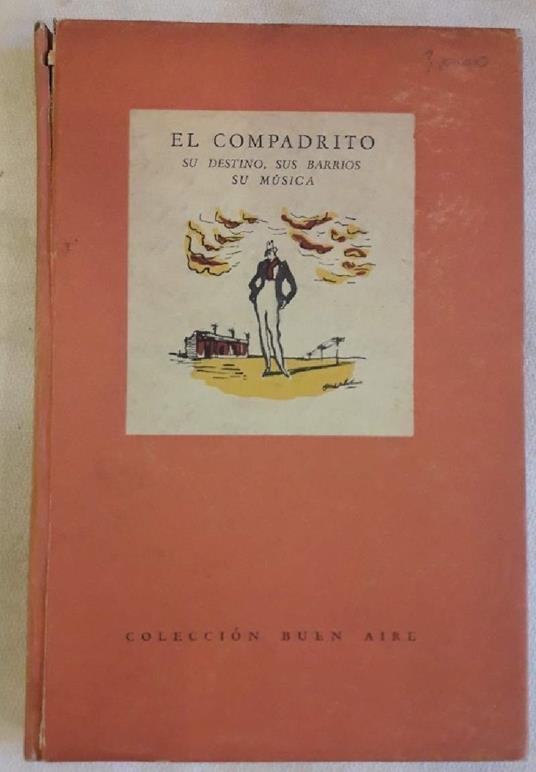 EL COMPADRITO
SU DESTINO, SUS BARRIOS
SU MÚSICA
COLECCIÓN BUEN AIRE